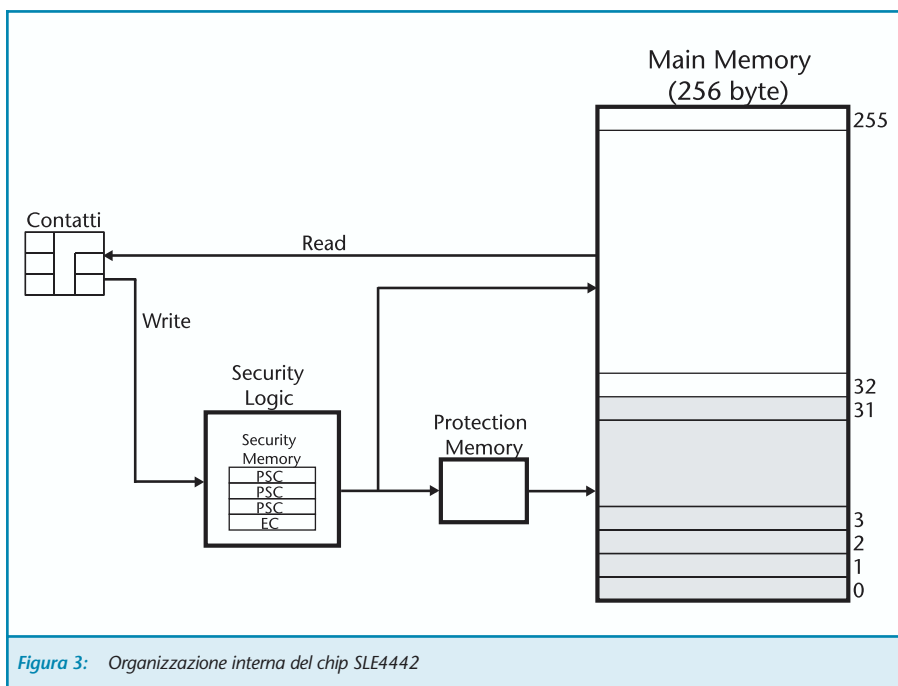 Main Memory
(256 byte)
255
Contatti
Read
Write
32
31
Security
Logic
Protection
Memory
Security
Memory
PSC
PSC
PSC
EC
3
2
1
0
Figura 3: Organizzazione interna del chip SLE4442